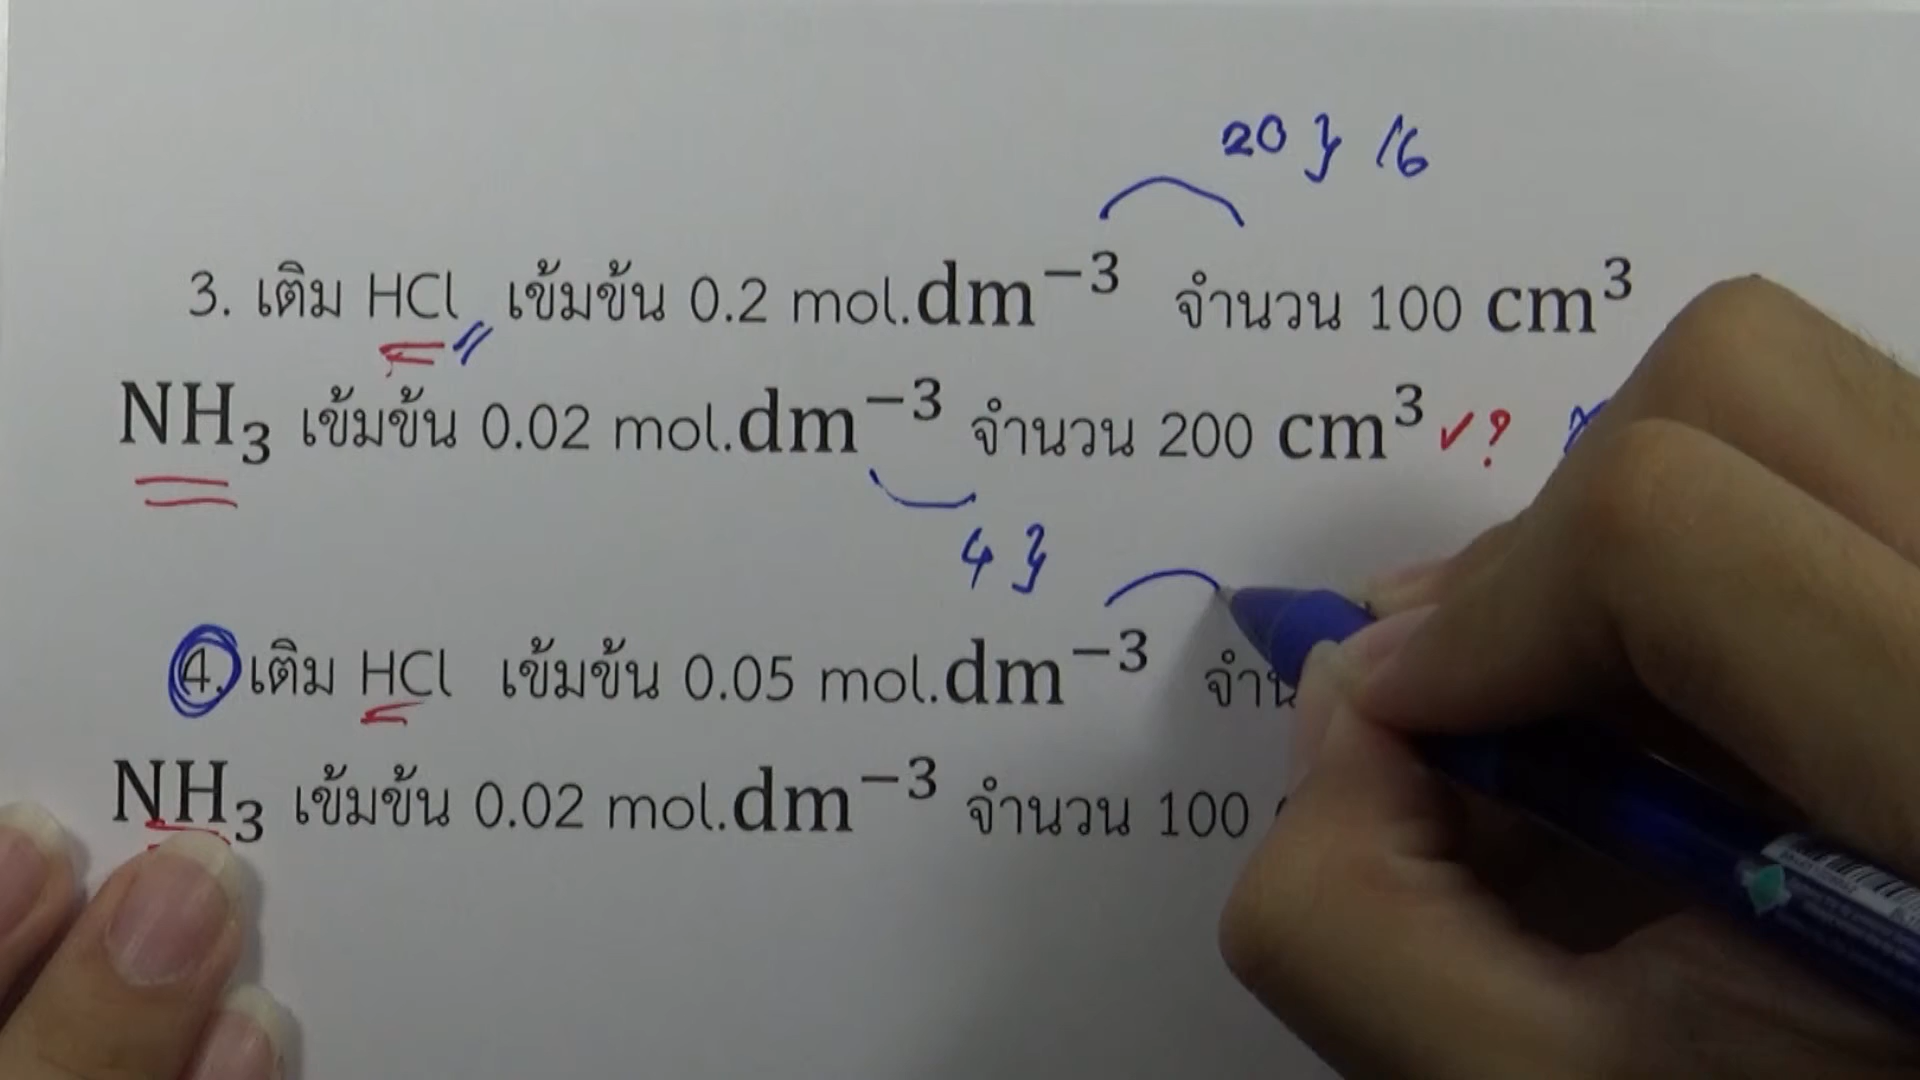 20 } 16
3. เติม HCl เข้มข้น 0.2 mol.dm⁻³ จำนวน 100 cm³
NH₃ เข้มข้น 0.02 mol.dm⁻³ จำนวน 200 cm³ ✓?
4 }
4. เติม HCl เข้มข้น 0.05 mol.dm⁻³
NH₃ เข้มข้น 0.02 mol.dm⁻³ จำนวน 100